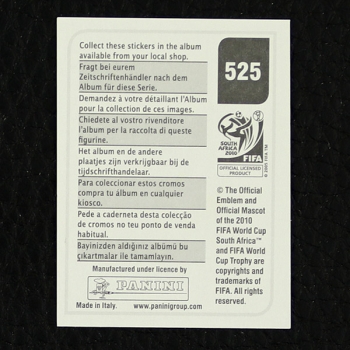 Collect these stickers in the album
available from your local shop.
Fragt bei eurem
Zeitschriftenhändler nach dem
Album für diese Serie.
Demandez à votre détaillant l'Album
pour la collection de ces images.
Chiedete al vostro rivenditore
l'album per la raccolta di queste
figurine.
Het album en de andere
plaatjes zijn verkrijgbaar bij de
tijdschrifthandelaar.
Para coleccionar estos cromos
compra tu álbum en cualquier
kiosco.
Pede a caderneta desta colecção
de cromos no teu ponto de venda
habitual.
Bayinizden aldığınız albümü bu
çıkartmalar ile tamamlayın.
Manufactured under licence by
PANINI
Made in Italy. www.paninigroup.com
525
SOUTH AFRICA
2010
FIFA
OFFICIAL LICENSED
PRODUCT
© The Official
Emblem and
Official Mascot
of the 2010
FIFA World Cup
South Africa™ and
FIFA World
Cup Trophy are
copyrights and
trademarks of
FIFA. All rights
reserved.